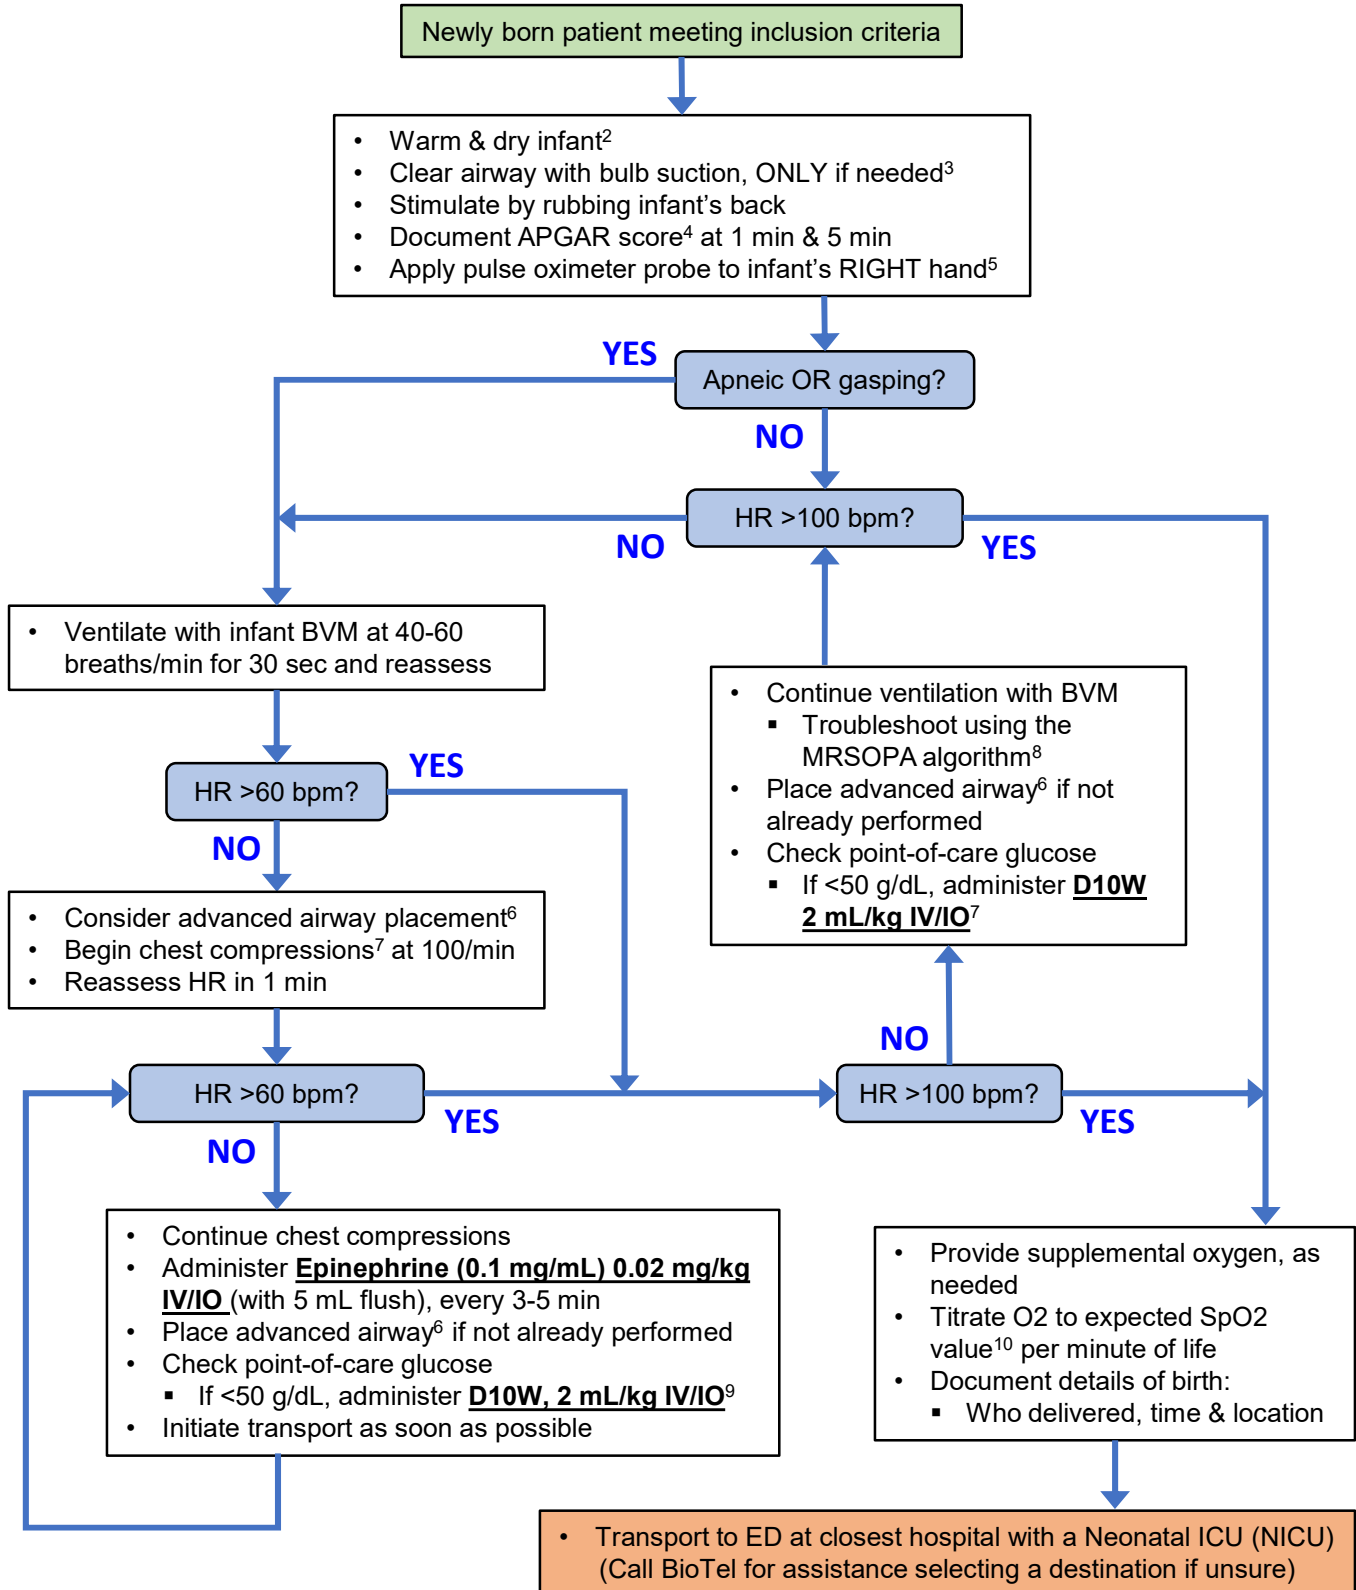 Newly born patient meeting inclusion criteria
• Warm & dry infant2
• Clear airway with bulb suction, ONLY if needed3
• Stimulate by rubbing infant’s back
• Document APGAR score4 at 1 min & 5 min
• Apply pulse oximeter probe to infant’s RIGHT hand5
YES
Apneic OR gasping?
NO
HR >100 bpm?
NO
YES
• Ventilate with infant BVM at 40-60
breaths/min for 30 sec and reassess
• Continue ventilation with BVM
▪ Troubleshoot using the
MRSOPA algorithm8
• Place advanced airway6 if not
already performed
• Check point-of-care glucose
▪ If <50 g/dL, administer D10W
2 mL/kg IV/IO7
YES
HR >60 bpm?
NO
• Consider advanced airway placement6
• Begin chest compressions7 at 100/min
• Reassess HR in 1 min
HR >60 bpm?
YES
NO
NO
HR >100 bpm?
YES
• Continue chest compressions
• Administer Epinephrine (0.1 mg/mL) 0.02 mg/kg
IV/IO (with 5 mL flush), every 3-5 min
• Place advanced airway6 if not already performed
• Check point-of-care glucose
▪ If <50 g/dL, administer D10W, 2 mL/kg IV/IO9
• Initiate transport as soon as possible
• Provide supplemental oxygen, as
needed
• Titrate O2 to expected SpO2
value10 per minute of life
• Document details of birth:
▪ Who delivered, time & location
• Transport to ED at closest hospital with a Neonatal ICU (NICU)
(Call BioTel for assistance selecting a destination if unsure)